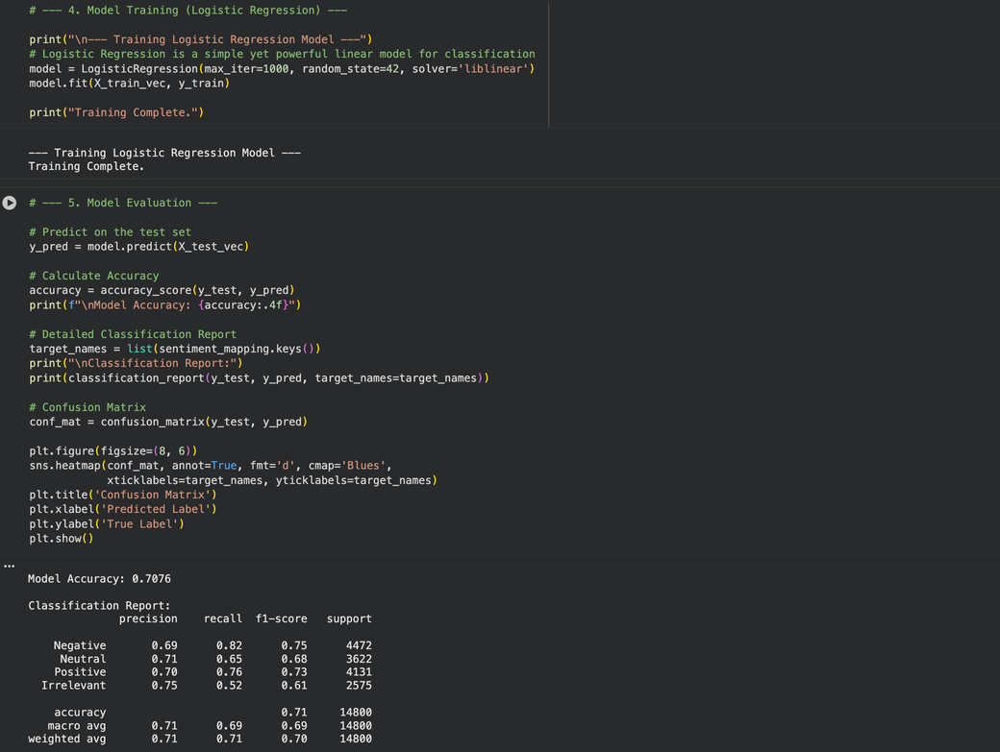 # --- 4. Model Training (Logistic Regression) ---
print("\n--- Training Logistic Regression Model ---")
# Logistic Regression is a simple yet powerful linear model for classification
model = LogisticRegression(max_iter=1000, random_state=42, solver='liblinear')
model.fit(X_train_vec, y_train)
print("Training Complete.")
--- Training Logistic Regression Model ---
Training Complete.
# --- 5. Model Evaluation ---
# Predict on the test set
y_pred = model.predict(X_test_vec)
# Calculate Accuracy
accuracy = accuracy_score(y_test, y_pred)
print(f"\nModel Accuracy: {accuracy:.4f}")
# Detailed Classification Report
target_names = list(sentiment_mapping.keys())
print("\nClassification Report:")
print(classification_report(y_test, y_pred, target_names=target_names))
# Confusion Matrix
conf_mat = confusion_matrix(y_test, y_pred)
plt.figure(figsize=(8, 6))
sns.heatmap(conf_mat, annot=True, fmt='d', cmap='Blues',
xticklabels=target_names, yticklabels=target_names)
plt.title('Confusion Matrix')
plt.xlabel('Predicted Label')
plt.ylabel('True Label')
plt.show()
Model Accuracy: 0.7076
Classification Report:
precision recall f1-score support
Negative 0.69 0.82 0.75 4472
Neutral 0.71 0.65 0.68 3622
Positive 0.70 0.76 0.73 4131
Irrelevant 0.75 0.52 0.61 2575
accuracy 0.71 14800
macro avg 0.71 0.69 0.69 14800
weighted avg 0.71 0.71 0.70 14800